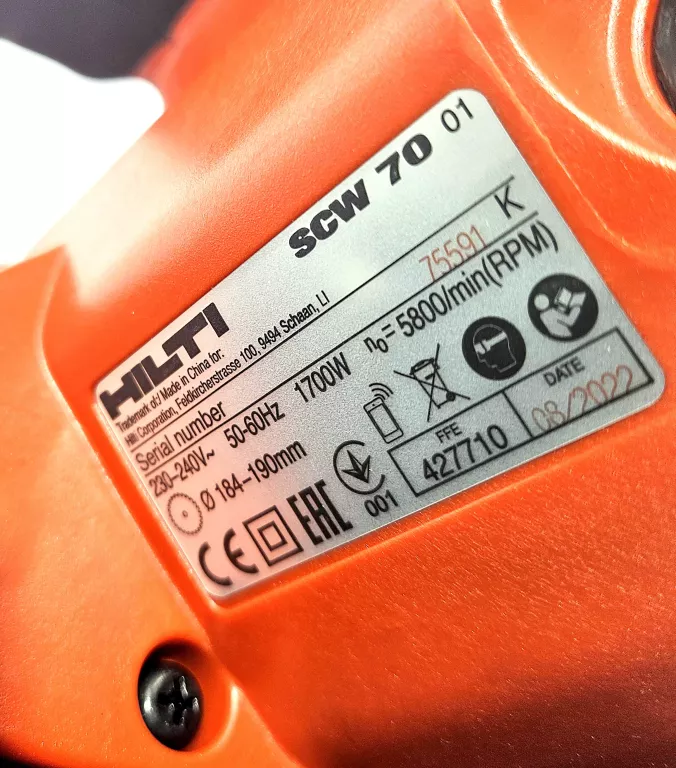 SCW 70 01
HILTI
Trademark of:/ Made in China for:
Hilti Corporation, Feldkircherstrasse 100, 9494 Schaan, LI
Serial number 75591 K
230–240V~ 50-60Hz 1700W n₀ = 5800/min(RPM)
Ø 184–190mm
CE EAC 001
FFE DATE
427710 08/2022